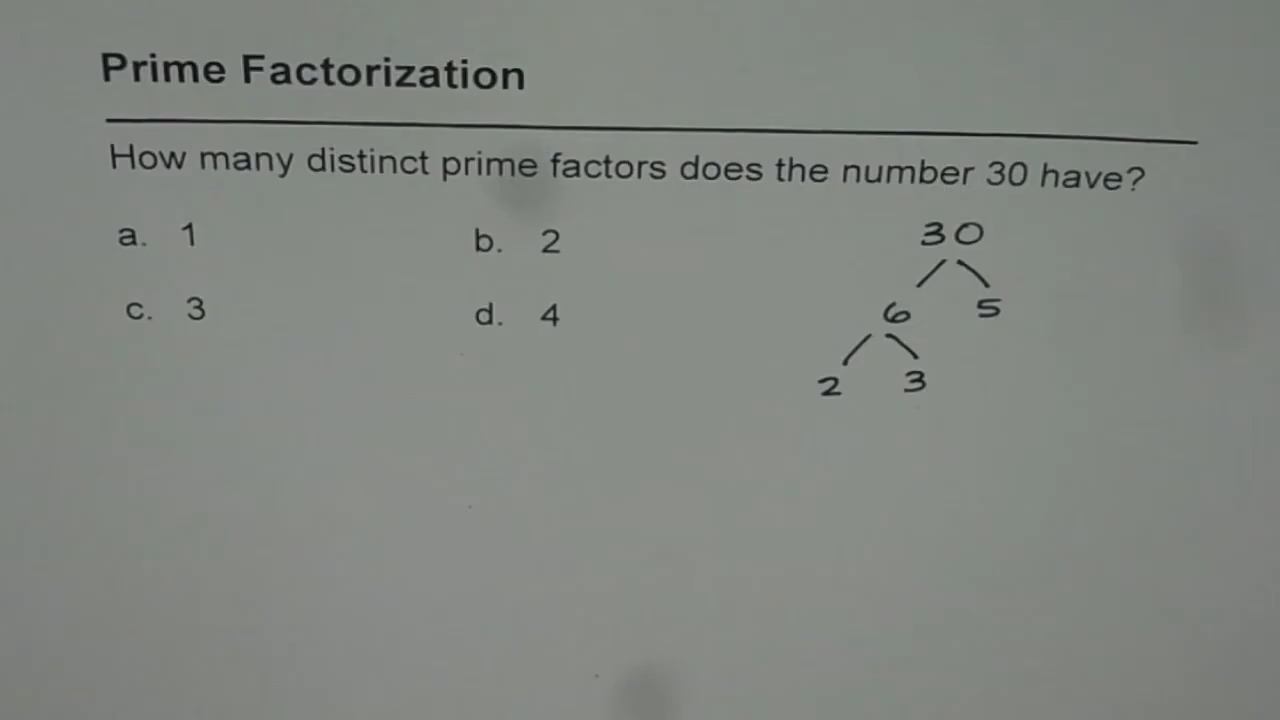 Prime Factorization
How many distinct prime factors does the number 30 have?
a. 1 b. 2
c. 3 d. 4
30
6 5
2 3